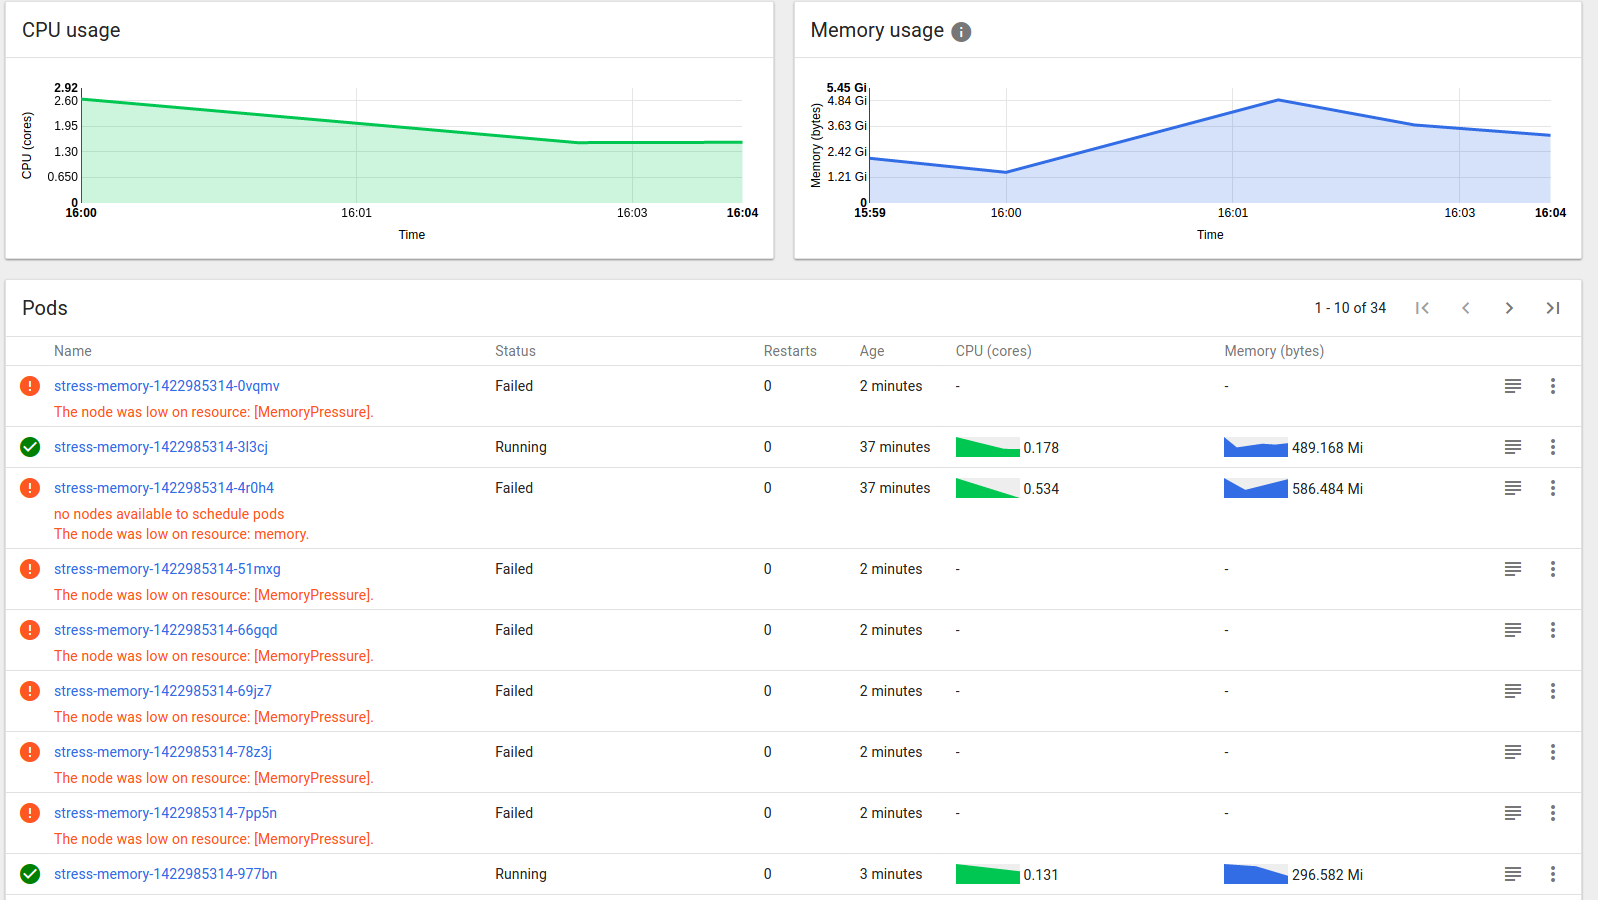 CPU usage
2.92
2.60
1.95
1.30
0.650
0
CPU (cores)
16:00 16:01 16:03 16:04
Time
Memory usage i
5.45 Gi
4.84 Gi
3.63 Gi
2.42 Gi
1.21 Gi
0
Memory (bytes)
15:59 16:00 16:01 16:03 16:04
Time
Pods 1 - 10 of 34
Name Status Restarts Age CPU (cores) Memory (bytes)
stress-memory-1422985314-0vqmv Failed 0 2 minutes - -
The node was low on resource: [MemoryPressure].
stress-memory-1422985314-3l3cj Running 0 37 minutes 0.178 489.168 Mi
stress-memory-1422985314-4r0h4 Failed 0 37 minutes 0.534 586.484 Mi
no nodes available to schedule pods
The node was low on resource: memory.
stress-memory-1422985314-51mxg Failed 0 2 minutes - -
The node was low on resource: [MemoryPressure].
stress-memory-1422985314-66gqd Failed 0 2 minutes - -
The node was low on resource: [MemoryPressure].
stress-memory-1422985314-69jz7 Failed 0 2 minutes - -
The node was low on resource: [MemoryPressure].
stress-memory-1422985314-78z3j Failed 0 2 minutes - -
The node was low on resource: [MemoryPressure].
stress-memory-1422985314-7pp5n Failed 0 2 minutes - -
The node was low on resource: [MemoryPressure].
stress-memory-1422985314-977bn Running 0 3 minutes 0.131 296.582 Mi